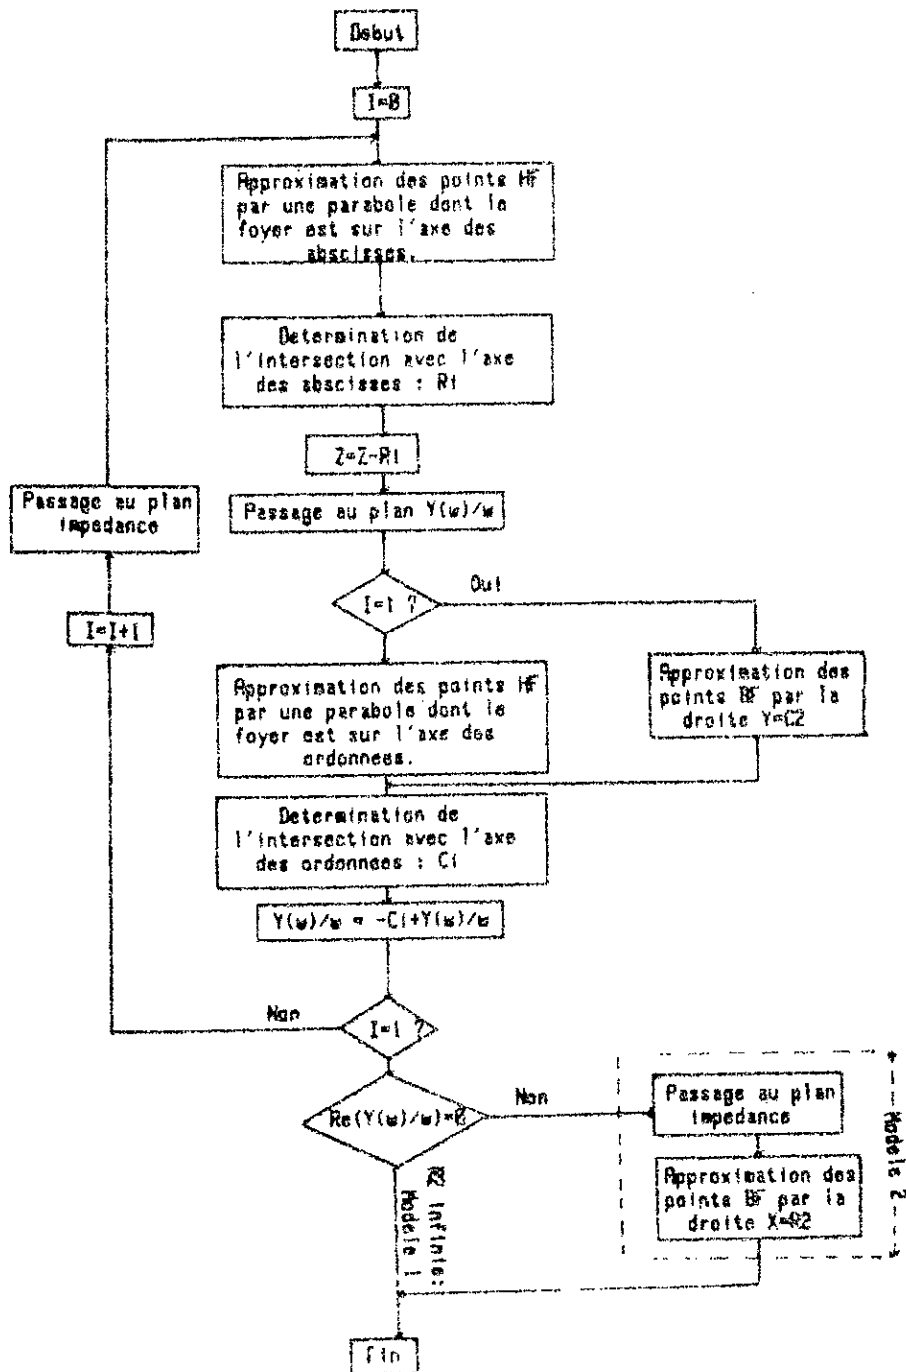 Debut
I=0
Approximation des points HF
par une parabole dont le
foyer est sur l'axe des
abscisses.
Determination de
l'intersection avec l'axe
des abscisses : Ri
Z=Z-Ri
Passage au plan Y(w)/w
Passage au plan
impedance
I=I+1
I=1 ?
Oui
Approximation des points HF
par une parabole dont le
foyer est sur l'axe des
ordonnees.
Approximation des
points BF par la
droite Y=C2
Determination de
l'intersection avec l'axe
des ordonnees : Ci
Y(w)/w = -Ci+Y(w)/w
Non
I=1 ?
Re(Y(w)/w)=0
Non
Passage au plan
impedance
Approximation des
points BF par la
droite X=R2
Modele 2
R2 infinie:
Modele 1
Fin